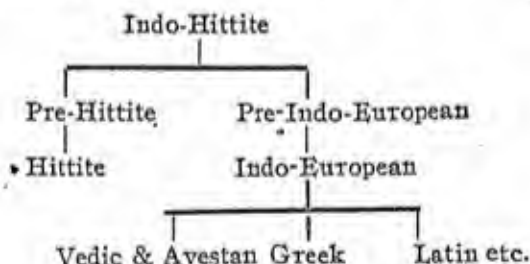 Indo-Hittite
Pre-Hittite Pre-Indo-European
Hittite Indo-European
Vedic & Avestan Greek Latin etc.